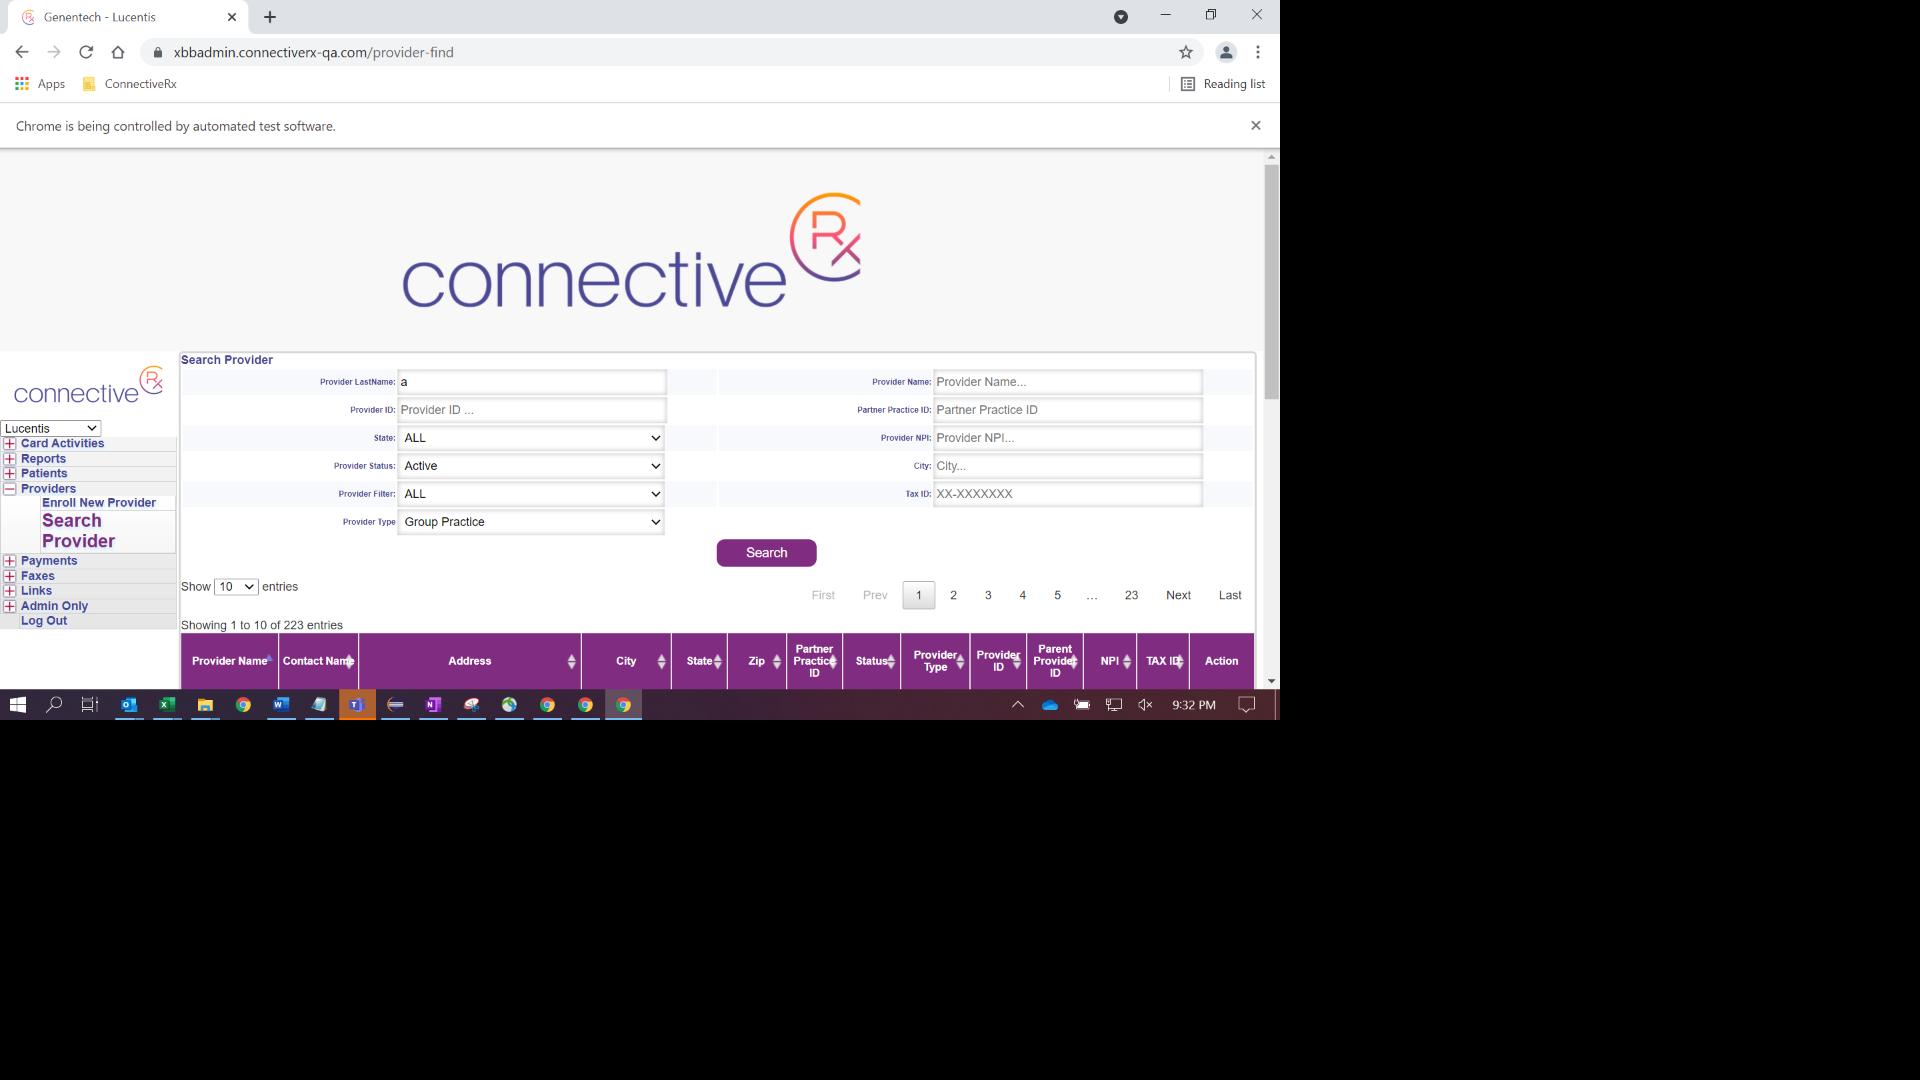 Genentech - Lucentis
xbbadmin.connectiverx-qa.com/provider-find
Apps ConnectiveRx Reading list
Chrome is being controlled by automated test software.
connective Rx
connective Rx
Lucentis
Card Activities
Reports
Patients
Providers
Enroll New Provider
Search
Provider
Payments
Faxes
Links
Admin Only
Log Out
Search Provider
Provider LastName: a Provider Name: Provider Name...
Provider ID: Provider ID ... Partner Practice ID: Partner Practice ID
State: ALL Provider NPI: Provider NPI...
Provider Status: Active City: City...
Provider Filter: ALL Tax ID: XX-XXXXXXX
Provider Type Group Practice
Search
Show 10 entries First Prev 1 2 3 4 5 ... 23 Next Last
Showing 1 to 10 of 223 entries
Provider Name Contact Name Address City State Zip Partner Practice ID Status Provider Type Provider ID Parent Provider ID NPI TAX ID Action
9:32 PM